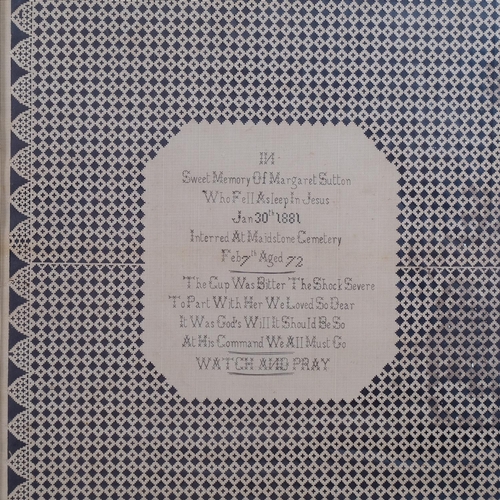 IN
Sweet Memory Of Margaret Sutton
Who Fell Asleep In Jesus
Jan 30th 1881
Interred At Maidstone Cemetery
Feb 7th Aged 72
The Cup Was Bitter The Shock Severe
To Part With Her We Loved So Dear
It Was God's Will It Should Be So
At His Command We All Must Go
WATCH AND PRAY